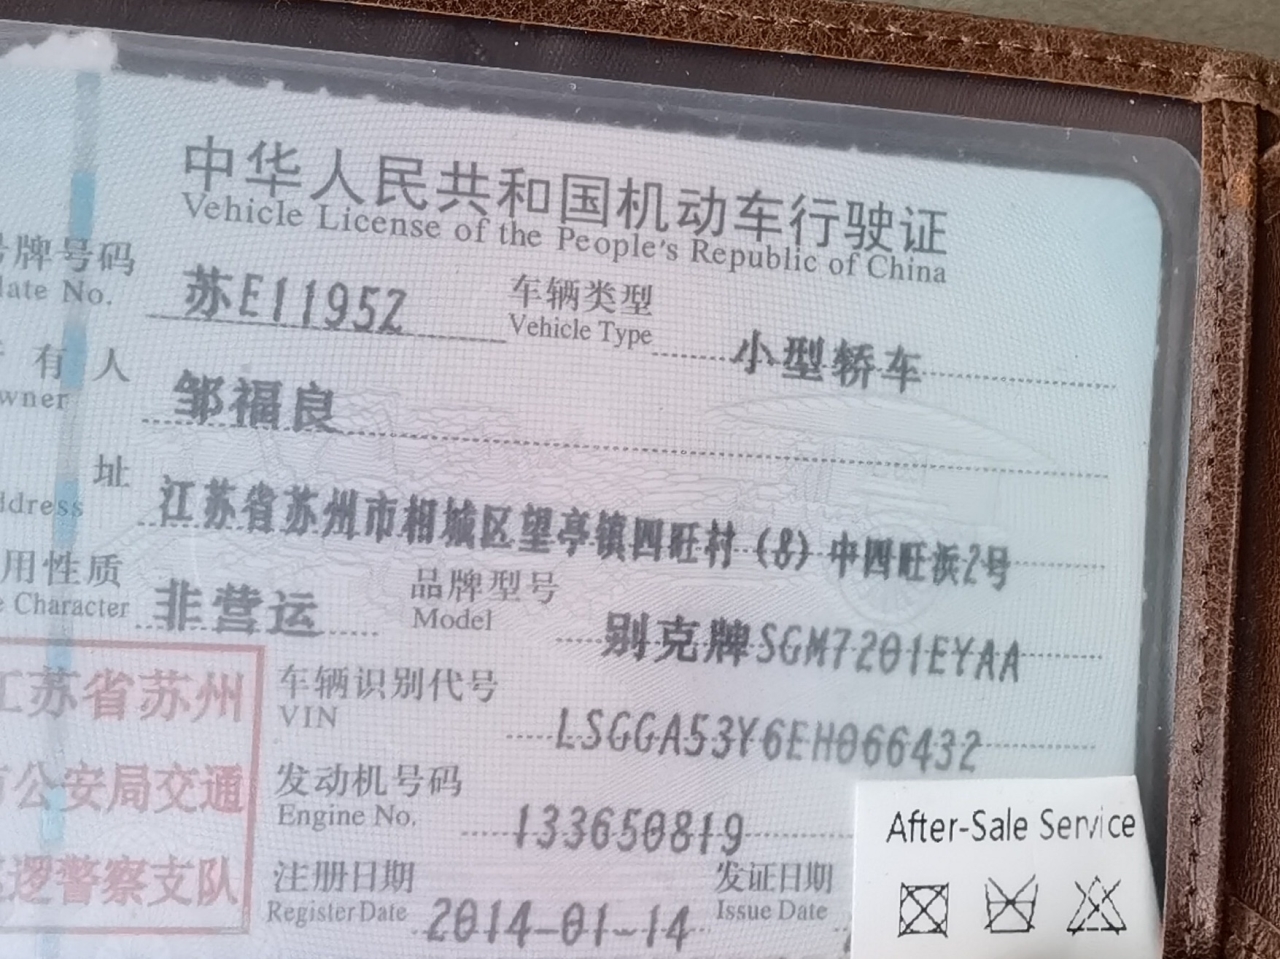 中华人民共和国机动车行驶证
Vehicle License of the People's Republic of China
号牌号码 苏E11952 车辆类型 小型轿车
late No. Vehicle Type
有人 邹福良
wner
址 江苏省苏州市相城区望亭镇四旺村(8)中四旺浜2号
ddress
用性质 非营运 品牌型号 别克牌SGM7201EYAA
e Character Model
江苏省苏州 车辆识别代号 LSGGA53Y6EH066432
VIN
市公安局交通 发动机号码 133650819
Engine No.
巡逻警察支队 注册日期 2014-01-14 发证日期
Register Date Issue Date
After-Sale Service